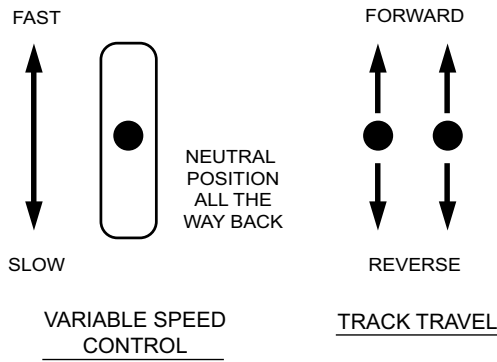 FAST
SLOW
NEUTRAL
POSITION
ALL THE
WAY BACK
VARIABLE SPEED
CONTROL
FORWARD
REVERSE
TRACK TRAVEL